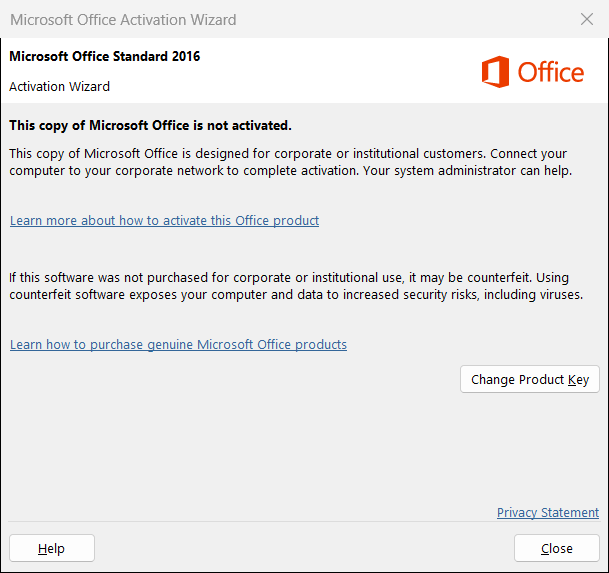 Microsoft Office Activation Wizard
Microsoft Office Standard 2016
Activation Wizard
Office
This copy of Microsoft Office is not activated.
This copy of Microsoft Office is designed for corporate or institutional customers. Connect your
computer to your corporate network to complete activation. Your system administrator can help.
Learn more about how to activate this Office product
If this software was not purchased for corporate or institutional use, it may be counterfeit. Using
counterfeit software exposes your computer and data to increased security risks, including viruses.
Learn how to purchase genuine Microsoft Office products
Change Product Key
Privacy Statement
Help
Close